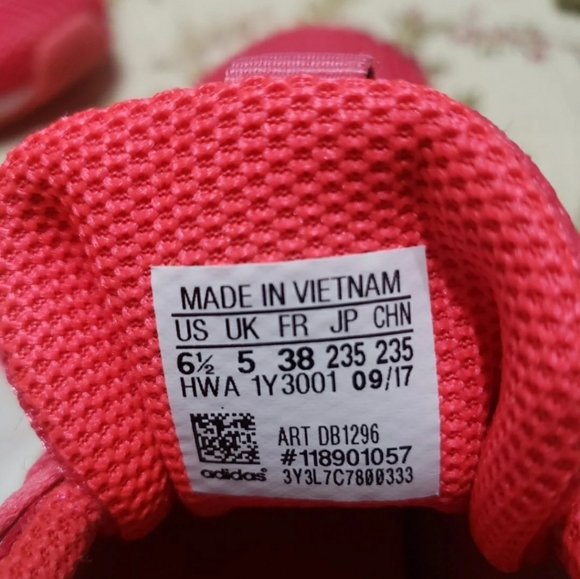 MADE IN VIETNAM
US UK FR JP CHN
6½ 5 38 235 235
HWA 1Y3001 09/17
ART DB1296
#118901057
adidas® 3Y3L7C7800333